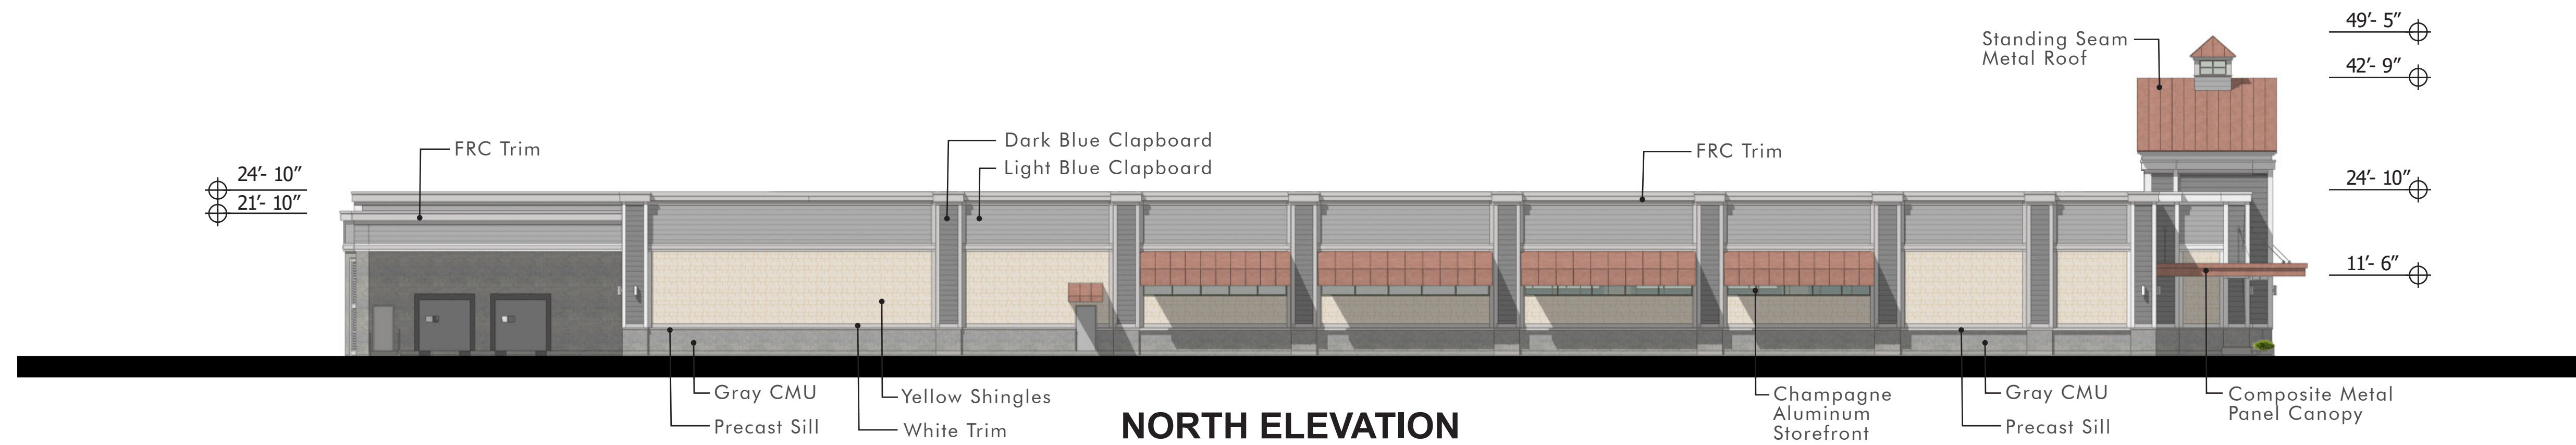 49'- 5"
Standing Seam
Metal Roof
42'- 9"
FRC Trim
Dark Blue Clapboard
Light Blue Clapboard
FRC Trim
24'- 10"
21'- 10"
24'- 10"
11'- 6"
Gray CMU
Precast Sill
Yellow Shingles
White Trim
Champagne
Aluminum
Storefront
Gray CMU
Precast Sill
Composite Metal
Panel Canopy
NORTH ELEVATION